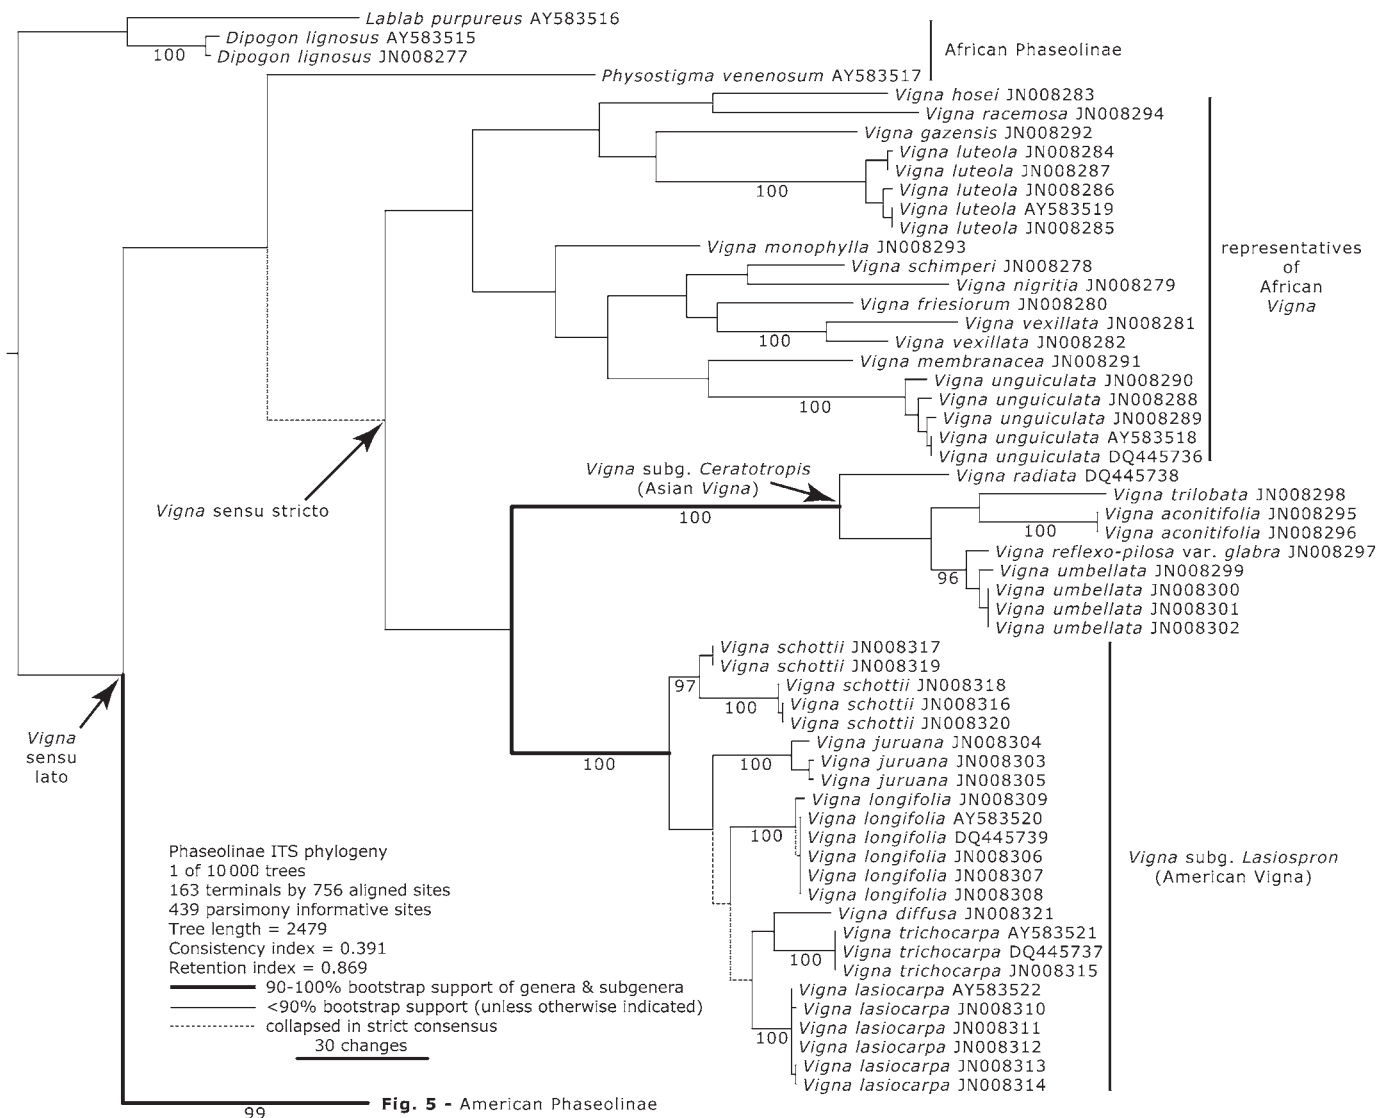 Lablab purpureus AY583516
Dipogon lignosus AY583515
100
Dipogon lignosus JN008277
African Phaseolinae
Physostigma venenosum AY583517
Vigna hosei JN008283
Vigna racemosa JN008294
Vigna gazensis JN008292
Vigna luteola JN008284
Vigna luteola JN008287
100
Vigna luteola JN008286
Vigna luteola AY583519
Vigna luteola JN008285
Vigna monophylla JN008293
Vigna schimperi JN008278
Vigna nigritia JN008279
Vigna friesiorum JN008280
Vigna vexillata JN008281
100
Vigna vexillata JN008282
Vigna membranacea JN008291
Vigna unguiculata JN008290
100
Vigna unguiculata JN008288
Vigna unguiculata JN008289
Vigna unguiculata AY583518
Vigna unguiculata DQ445736
representatives
of
African
Vigna
Vigna subg. Ceratotropis
(Asian Vigna)
Vigna sensu stricto
100
Vigna radiata DQ445738
Vigna trilobata JN008298
Vigna aconitifolia JN008295
100
Vigna aconitifolia JN008296
Vigna reflexo-pilosa var. glabra JN008297
96
Vigna umbellata JN008299
Vigna umbellata JN008300
Vigna umbellata JN008301
Vigna umbellata JN008302
Vigna schottii JN008317
Vigna schottii JN008319
97
Vigna schottii JN008318
100
Vigna schottii JN008316
Vigna schottii JN008320
Vigna
sensu
lato
100
Vigna juruana JN008304
100
Vigna juruana JN008303
Vigna juruana JN008305
Vigna longifolia JN008309
Vigna longifolia AY583520
100
Vigna longifolia DQ445739
Vigna longifolia JN008306
Vigna longifolia JN008307
Vigna longifolia JN008308
Vigna diffusa JN008321
Vigna trichocarpa AY583521
100
Vigna trichocarpa DQ445737
Vigna trichocarpa JN008315
Vigna lasiocarpa AY583522
Vigna lasiocarpa JN008310
Vigna lasiocarpa JN008311
100
Vigna lasiocarpa JN008312
Vigna lasiocarpa JN008313
Vigna lasiocarpa JN008314
Vigna subg. Lasiospron
(American Vigna)
Phaseolinae ITS phylogeny
1 of 10 000 trees
163 terminals by 756 aligned sites
439 parsimony informative sites
Tree length = 2479
Consistency index = 0.391
Retention index = 0.869
90-100% bootstrap support of genera & subgenera
<90% bootstrap support (unless otherwise indicated)
collapsed in strict consensus
30 changes
99
Fig. 5 - American Phaseolinae